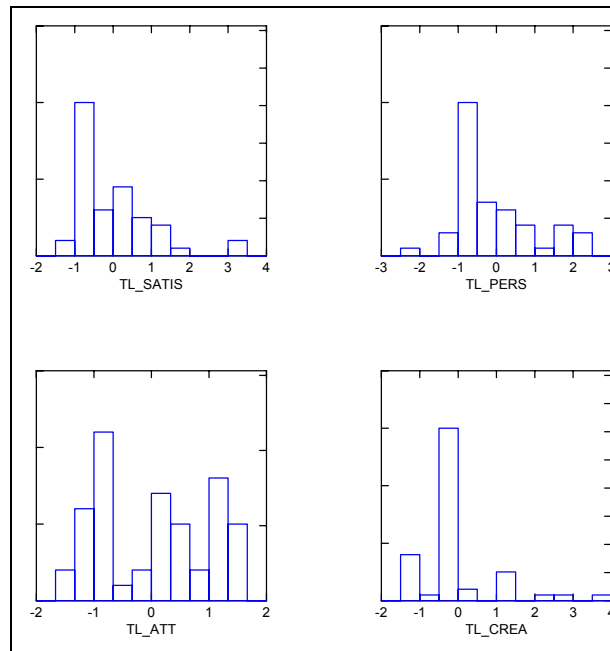 -2 -1 0 1 2 3 4
TL_SATIS
-3 -2 -1 0 1 2 3
TL_PERS
-2 -1 0 1 2
TL_ATT
-2 -1 0 1 2 3 4
TL_CREA